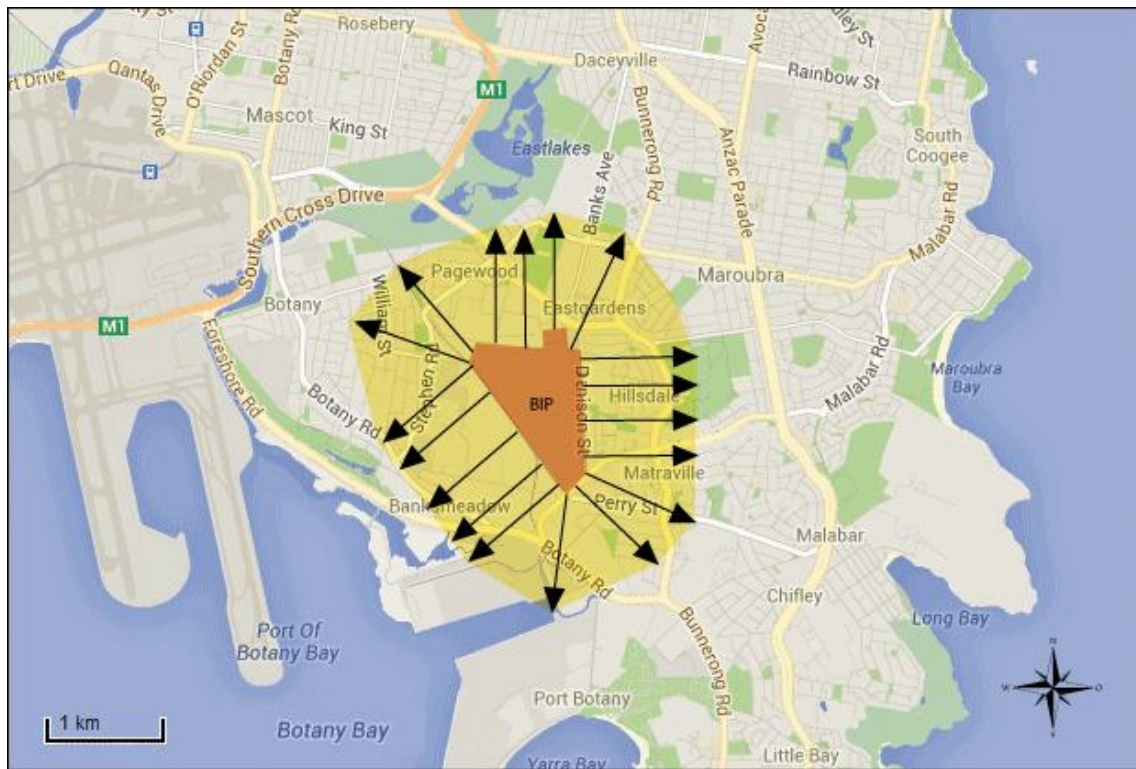 Rosebery
Daceyville
Avoca
Rainbow St
Qantas Drive
O'Riordan St
Botany Rd
M1
Mascot
King St
Eastlakes
Banks Ave
Bunnerong Rd
Anzac Parade
South
Coogee
Malabar Rd
Southern Cross Drive
Pagewood
Maroubra
Botany
William St
Eastgardens
M1
Foreshore Rd
Stephen Rd
Denison St
Malabar Rd
Maroubra
Bay
BIP
Hillsdale
Botany Rd
Matraville
Banksmeadow
Perry St
Malabar
Botany Rd
Chifley
Long Bay
Bunnerong Rd
Port Of
Botany Bay
Port Botany
1 km
Botany Bay
Little Bay
Yarra Bay
N
W
O
S